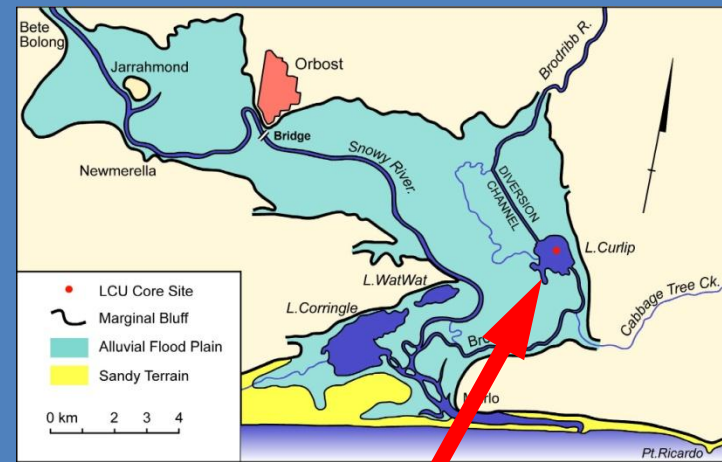 Bete
Bolong
Jarrahmond
Orbost
Brodribb R.
Bridge
Newmerella
Snowy River.
DIVERSION
CHANNEL
L.Curlip
L.WatWat
L.Corringle
Cabbage Tree Ck.
LCU Core Site
Marginal Bluff
Alluvial Flood Plain
Sandy Terrain
0 km 2 3 4
Pt.Ricardo